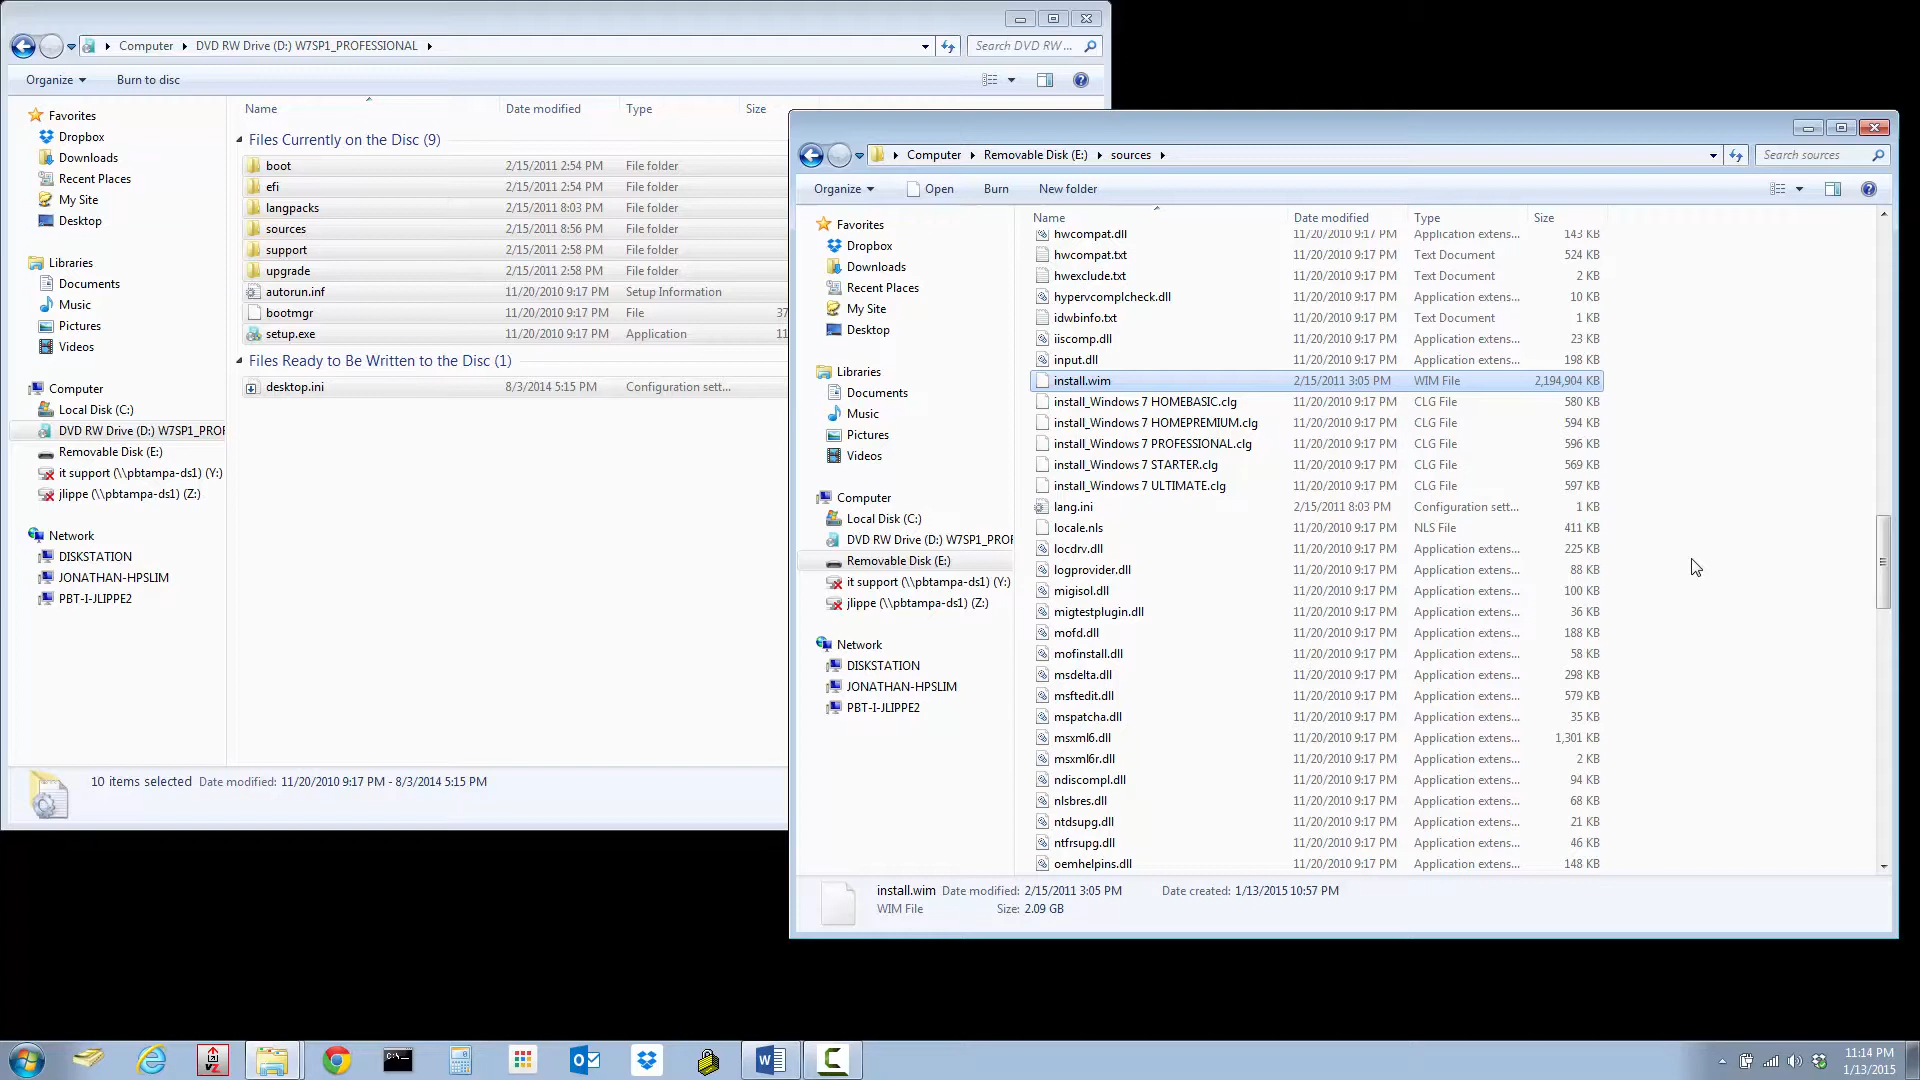 Computer DVD RW Drive (D:) W7SP1_PROFESSIONAL
Search DVD RW ...
Organize
Burn to disc
Name Date modified Type Size
Favorites
Dropbox
Downloads
Recent Places
My Site
Desktop
Libraries
Documents
Music
Pictures
Videos
Computer
Local Disk (C:)
DVD RW Drive (D:) W7SP1_PROF
Removable Disk (E:)
it support (\\pbtampa-ds1) (Y:)
jlippe (\\pbtampa-ds1) (Z:)
Network
DISKSTATION
JONATHAN-HPSLIM
PBT-I-JLIPPE2
Files Currently on the Disc (9)
boot 2/15/2011 2:54 PM File folder
efi 2/15/2011 2:54 PM File folder
langpacks 2/15/2011 8:03 PM File folder
sources 2/15/2011 8:56 PM File folder
support 2/15/2011 2:58 PM File folder
upgrade 2/15/2011 2:58 PM File folder
autorun.inf 11/20/2010 9:17 PM Setup Information
bootmgr 11/20/2010 9:17 PM File 37
setup.exe 11/20/2010 9:17 PM Application 11
Files Ready to Be Written to the Disc (1)
desktop.ini 8/3/2014 5:15 PM Configuration sett...
10 items selected Date modified: 11/20/2010 9:17 PM - 8/3/2014 5:15 PM
Computer Removable Disk (E:) sources
Search sources
Organize
Open
Burn
New folder
Favorites
Dropbox
Downloads
Recent Places
My Site
Desktop
Libraries
Documents
Music
Pictures
Videos
Computer
Local Disk (C:)
DVD RW Drive (D:) W7SP1_PROF
Removable Disk (E:)
it support (\\pbtampa-ds1) (Y:)
jlippe (\\pbtampa-ds1) (Z:)
Network
DISKSTATION
JONATHAN-HPSLIM
PBT-I-JLIPPE2
Name Date modified Type Size
hwcompat.dll 11/20/2010 9:17 PM Application extens... 143 KB
hwcompat.txt 11/20/2010 9:17 PM Text Document 524 KB
hwexclude.txt 11/20/2010 9:17 PM Text Document 2 KB
hypervcomplcheck.dll 11/20/2010 9:17 PM Application extens... 10 KB
idwbinfo.txt 11/20/2010 9:17 PM Text Document 1 KB
iiscomp.dll 11/20/2010 9:17 PM Application extens... 23 KB
input.dll 11/20/2010 9:17 PM Application extens... 198 KB
install.wim 2/15/2011 3:05 PM WIM File 2,194,904 KB
install_Windows 7 HOMEBASIC.clg 11/20/2010 9:17 PM CLG File 580 KB
install_Windows 7 HOMEPREMIUM.clg 11/20/2010 9:17 PM CLG File 594 KB
install_Windows 7 PROFESSIONAL.clg 11/20/2010 9:17 PM CLG File 596 KB
install_Windows 7 STARTER.clg 11/20/2010 9:17 PM CLG File 569 KB
install_Windows 7 ULTIMATE.clg 11/20/2010 9:17 PM CLG File 597 KB
lang.ini 2/15/2011 8:03 PM Configuration sett... 1 KB
locale.nls 11/20/2010 9:17 PM NLS File 411 KB
locdrv.dll 11/20/2010 9:17 PM Application extens... 225 KB
logprovider.dll 11/20/2010 9:17 PM Application extens... 88 KB
migisol.dll 11/20/2010 9:17 PM Application extens... 100 KB
migtestplugin.dll 11/20/2010 9:17 PM Application extens... 36 KB
mofd.dll 11/20/2010 9:17 PM Application extens... 188 KB
mofinstall.dll 11/20/2010 9:17 PM Application extens... 58 KB
msdelta.dll 11/20/2010 9:17 PM Application extens... 298 KB
msftedit.dll 11/20/2010 9:17 PM Application extens... 579 KB
mspatcha.dll 11/20/2010 9:17 PM Application extens... 35 KB
msxml6.dll 11/20/2010 9:17 PM Application extens... 1,301 KB
msxml6r.dll 11/20/2010 9:17 PM Application extens... 2 KB
ndiscompl.dll 11/20/2010 9:17 PM Application extens... 94 KB
nlsbres.dll 11/20/2010 9:17 PM Application extens... 68 KB
ntdsupg.dll 11/20/2010 9:17 PM Application extens... 21 KB
ntfrsupg.dll 11/20/2010 9:17 PM Application extens... 46 KB
oemhelpins.dll 11/20/2010 9:17 PM Application extens... 148 KB
install.wim Date modified: 2/15/2011 3:05 PM Date created: 1/13/2015 10:57 PM
WIM File Size: 2.09 GB
11:14 PM
1/13/2015